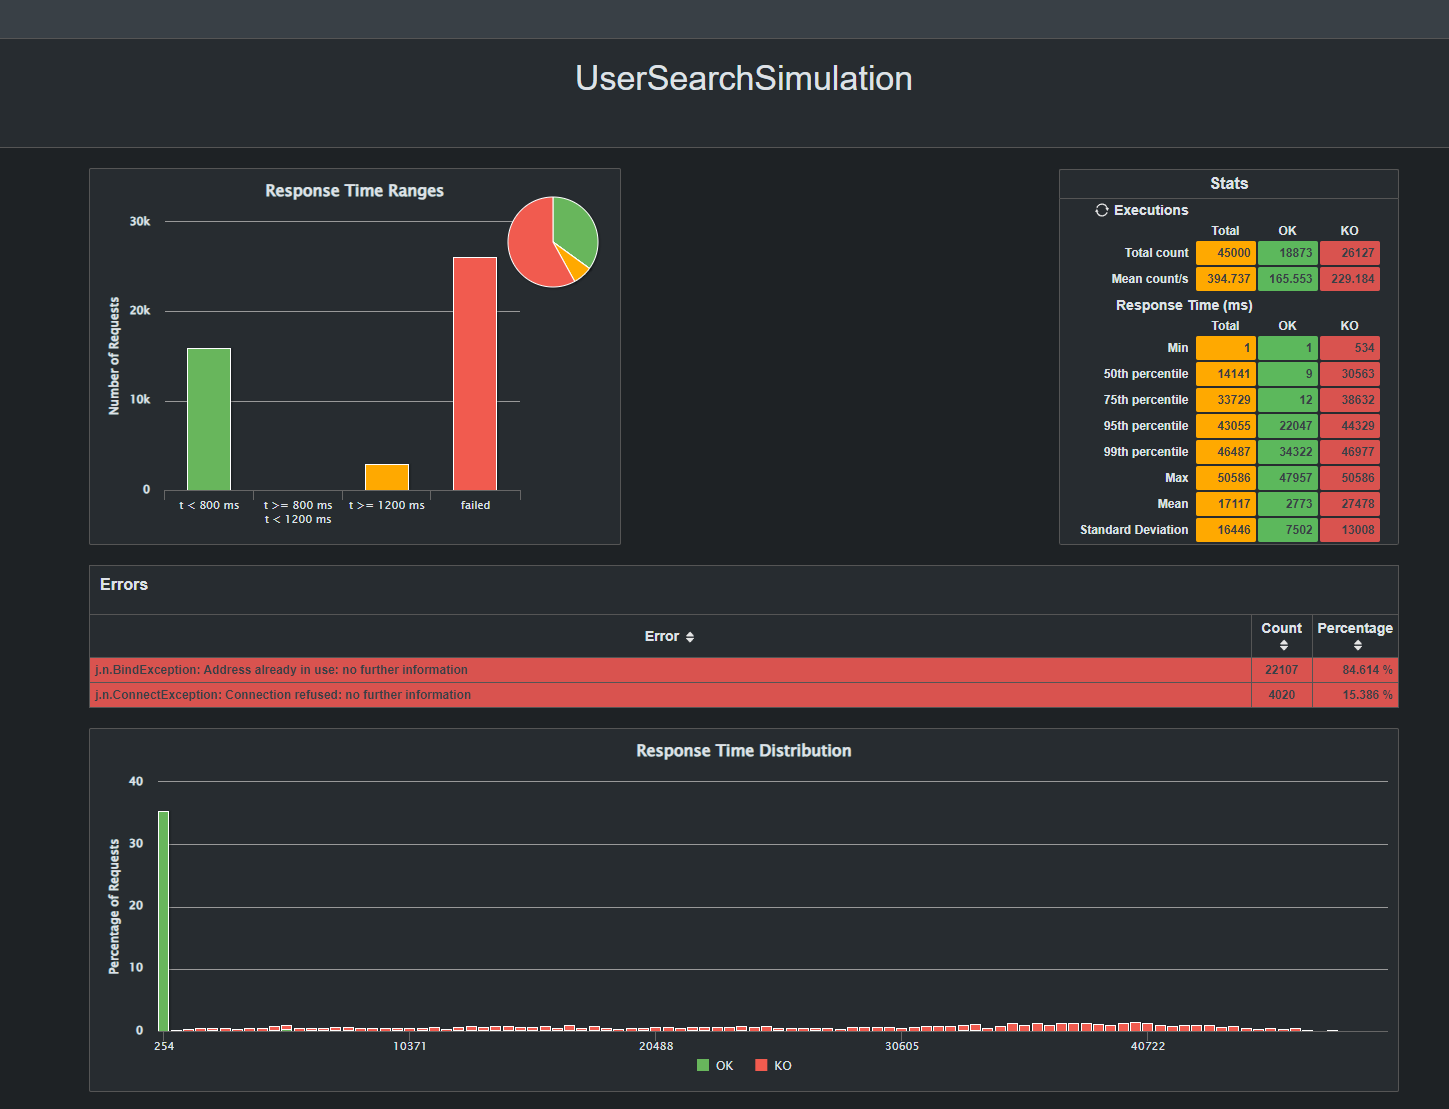 UserSearchSimulation
Response Time Ranges
Number of Requests
30k
20k
10k
0
t < 800 ms
t >= 800 ms
t < 1200 ms
t >= 1200 ms
failed
Stats
Executions
Total OK KO
Total count 45000 18873 26127
Mean count/s 394.737 165.553 229.184
Response Time (ms)
Total OK KO
Min 1 1 534
50th percentile 14141 9 30563
75th percentile 33729 12 38632
95th percentile 43055 22047 44329
99th percentile 46487 34322 46977
Max 50586 47957 50586
Mean 17117 2773 27478
Standard Deviation 16446 7502 13008
Errors
Error Count Percentage
j.n.BindException: Address already in use: no further information 22107 84.614 %
j.n.ConnectException: Connection refused: no further information 4020 15.386 %
Response Time Distribution
Percentage of Requests
40
30
20
10
0
254 10371 20488 30605 40722
OK KO